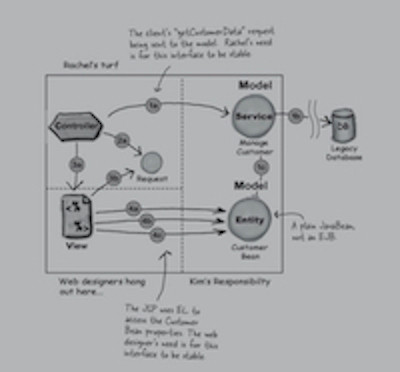 The client's "getCustomerData" request
being sent to the model. Rachel's need
is for this interface to be stable
Rachel's turf
Model
1a
Controller
Service
1b
DB
2a
Manage
Customer
Legacy
Database
3a
Request
Model
View
4a
4b
Entity
Customer
Bean
A plain JavaBean,
not an EJB.
Web designers hang
out here...
Kim's Responsibility
The JSP uses EL to
access the Customer
Bean properties. The web
designer's need is for this
interface to be stable.